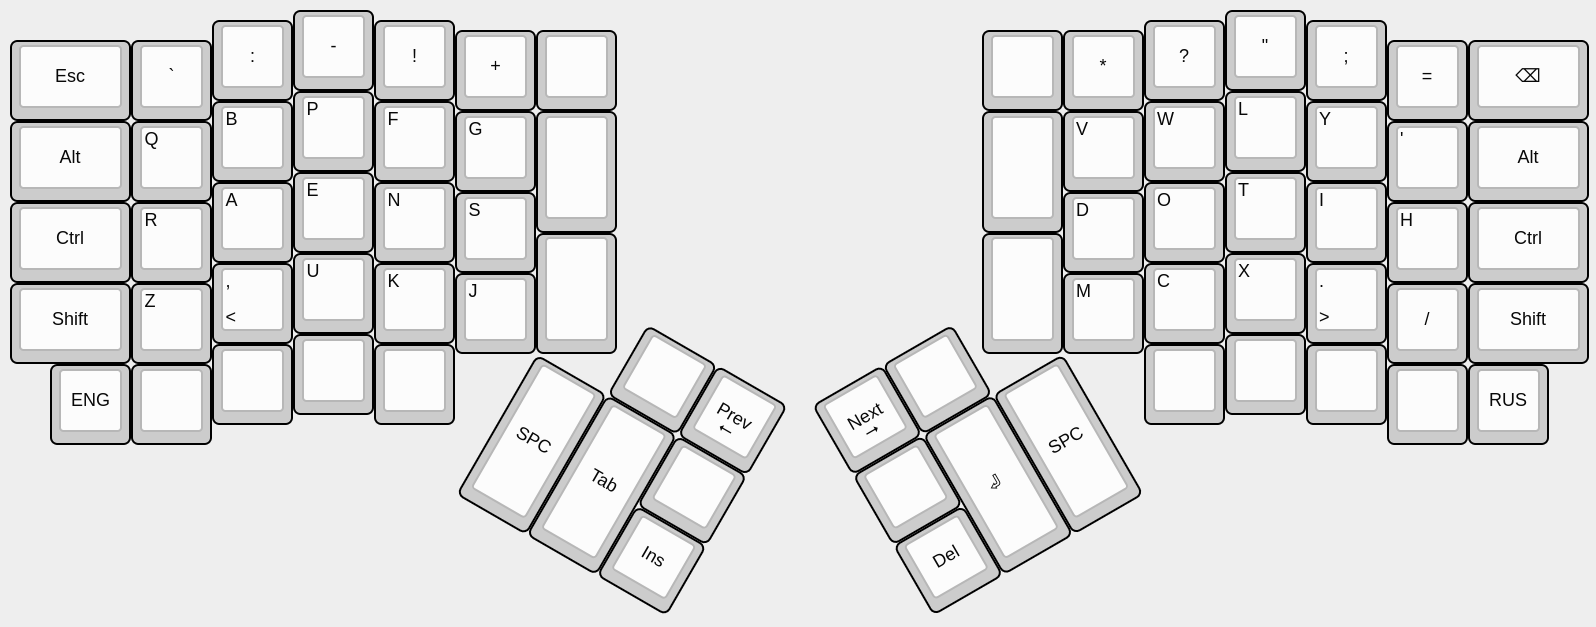 Esc ` : - ! + * ? " ; = ⌫
Alt Q B P F G V W L Y ' Alt
Ctrl R A E N S D O T I H Ctrl
Shift Z , U K J M C X . / Shift
< >
ENG RUS
SPC Tab Prev Next SPC
← →
Ins Del